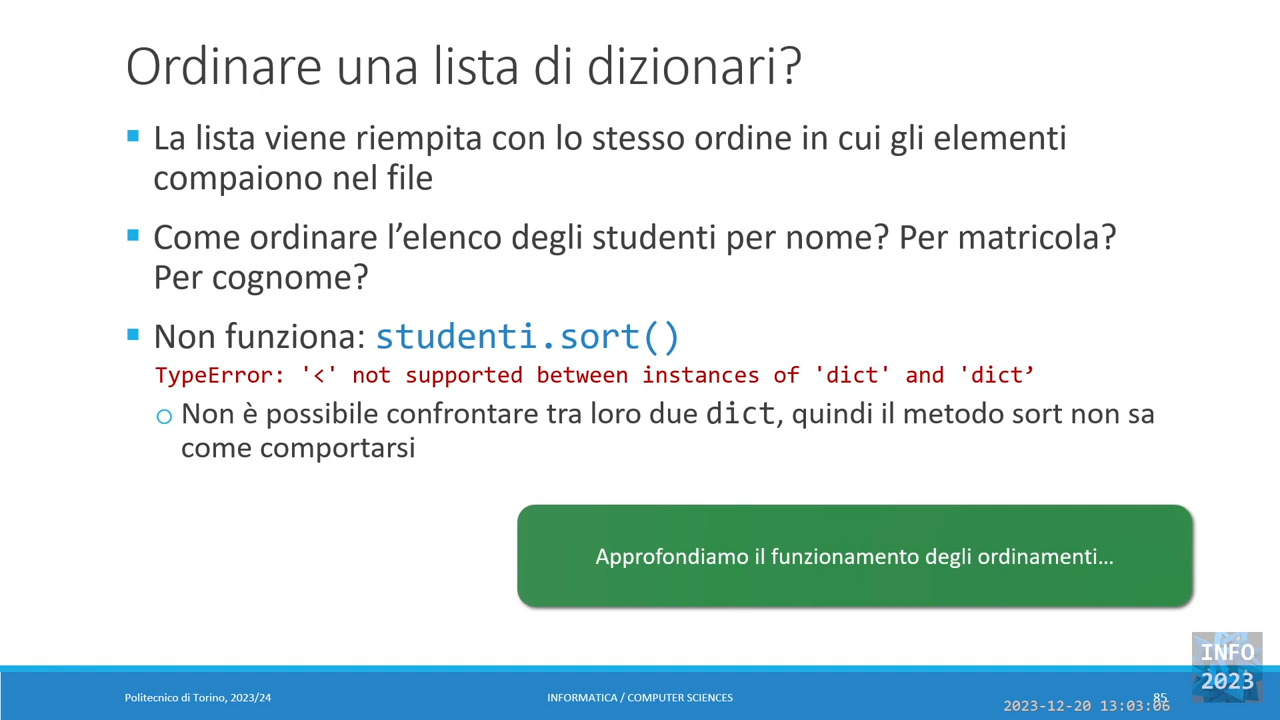 Ordinare una lista di dizionari?
La lista viene riempita con lo stesso ordine in cui gli elementi
compaiono nel file
Come ordinare l’elenco degli studenti per nome? Per matricola?
Per cognome?
Non funziona: studenti.sort()
TypeError: '<' not supported between instances of 'dict' and 'dict’
Non è possibile confrontare tra loro due dict, quindi il metodo sort non sa
come comportarsi
Approfondiamo il funzionamento degli ordinamenti…
INFO
2023
Politecnico di Torino, 2023/24
INFORMATICA / COMPUTER SCIENCES
85
2023-12-20 13:03:06